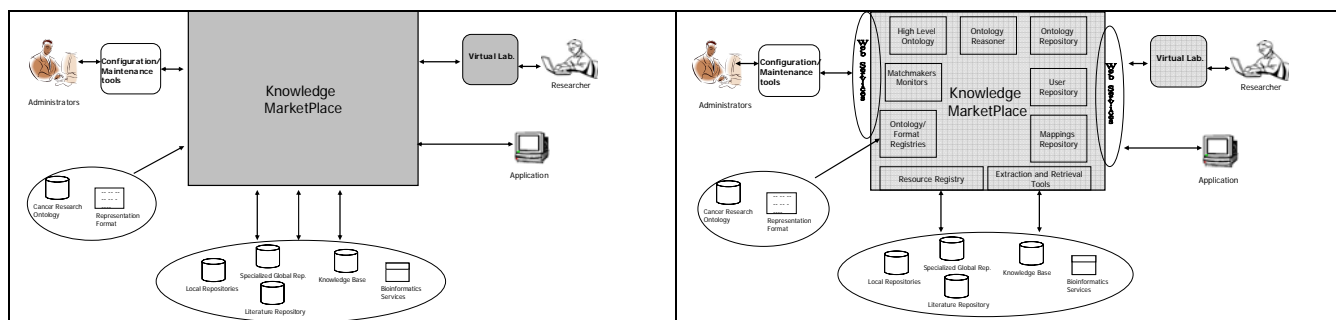 Configuration/
Maintenance
tools
Administrators
Knowledge
MarketPlace
Virtual Lab.
Researcher
Application
Cancer Research
Ontology
Representation
Format
Local Repositories
Specialized Global Rep.
Literature Repository
Knowledge Base
Bioinformatics
Services
Configuration/
Maintenance
tools
Administrators
Web Services
High Level
Ontology
Ontology
Reasoner
Ontology
Repository
Matchmakers
Monitors
Knowledge
MarketPlace
User
Repository
Ontology/
Format
Registries
Mappings
Repository
Resource Registry
Extraction and Retrieval
Tools
Web Services
Virtual Lab.
Researcher
Application
Cancer Research
Ontology
Representation
Format
Local Repositories
Specialized Global Rep.
Literature Repository
Knowledge Base
Bioinformatics
Services